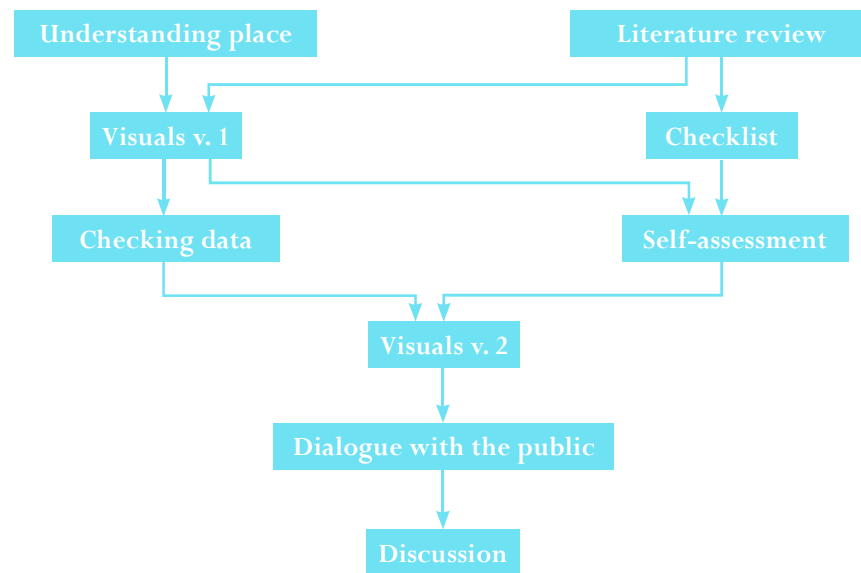 Understanding place
Literature review
Visuals v. 1
Checklist
Checking data
Self-assessment
Visuals v. 2
Dialogue with the public
Discussion